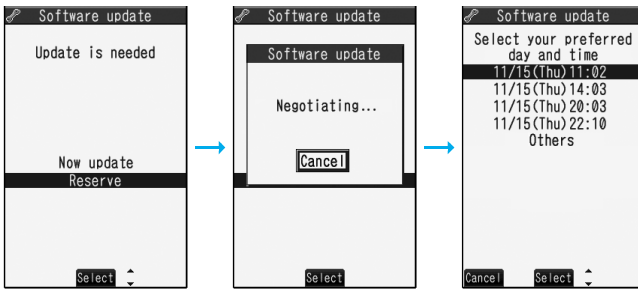 Software update
Update is needed
Now update
Reserve
Select
Software update
Software update
Negotiating...
Cancel
Select
Software update
Select your preferred
day and time
11/15(Thu)11:02
11/15(Thu)14:03
11/15(Thu)20:03
11/15(Thu)22:10
Others
Cancel Select